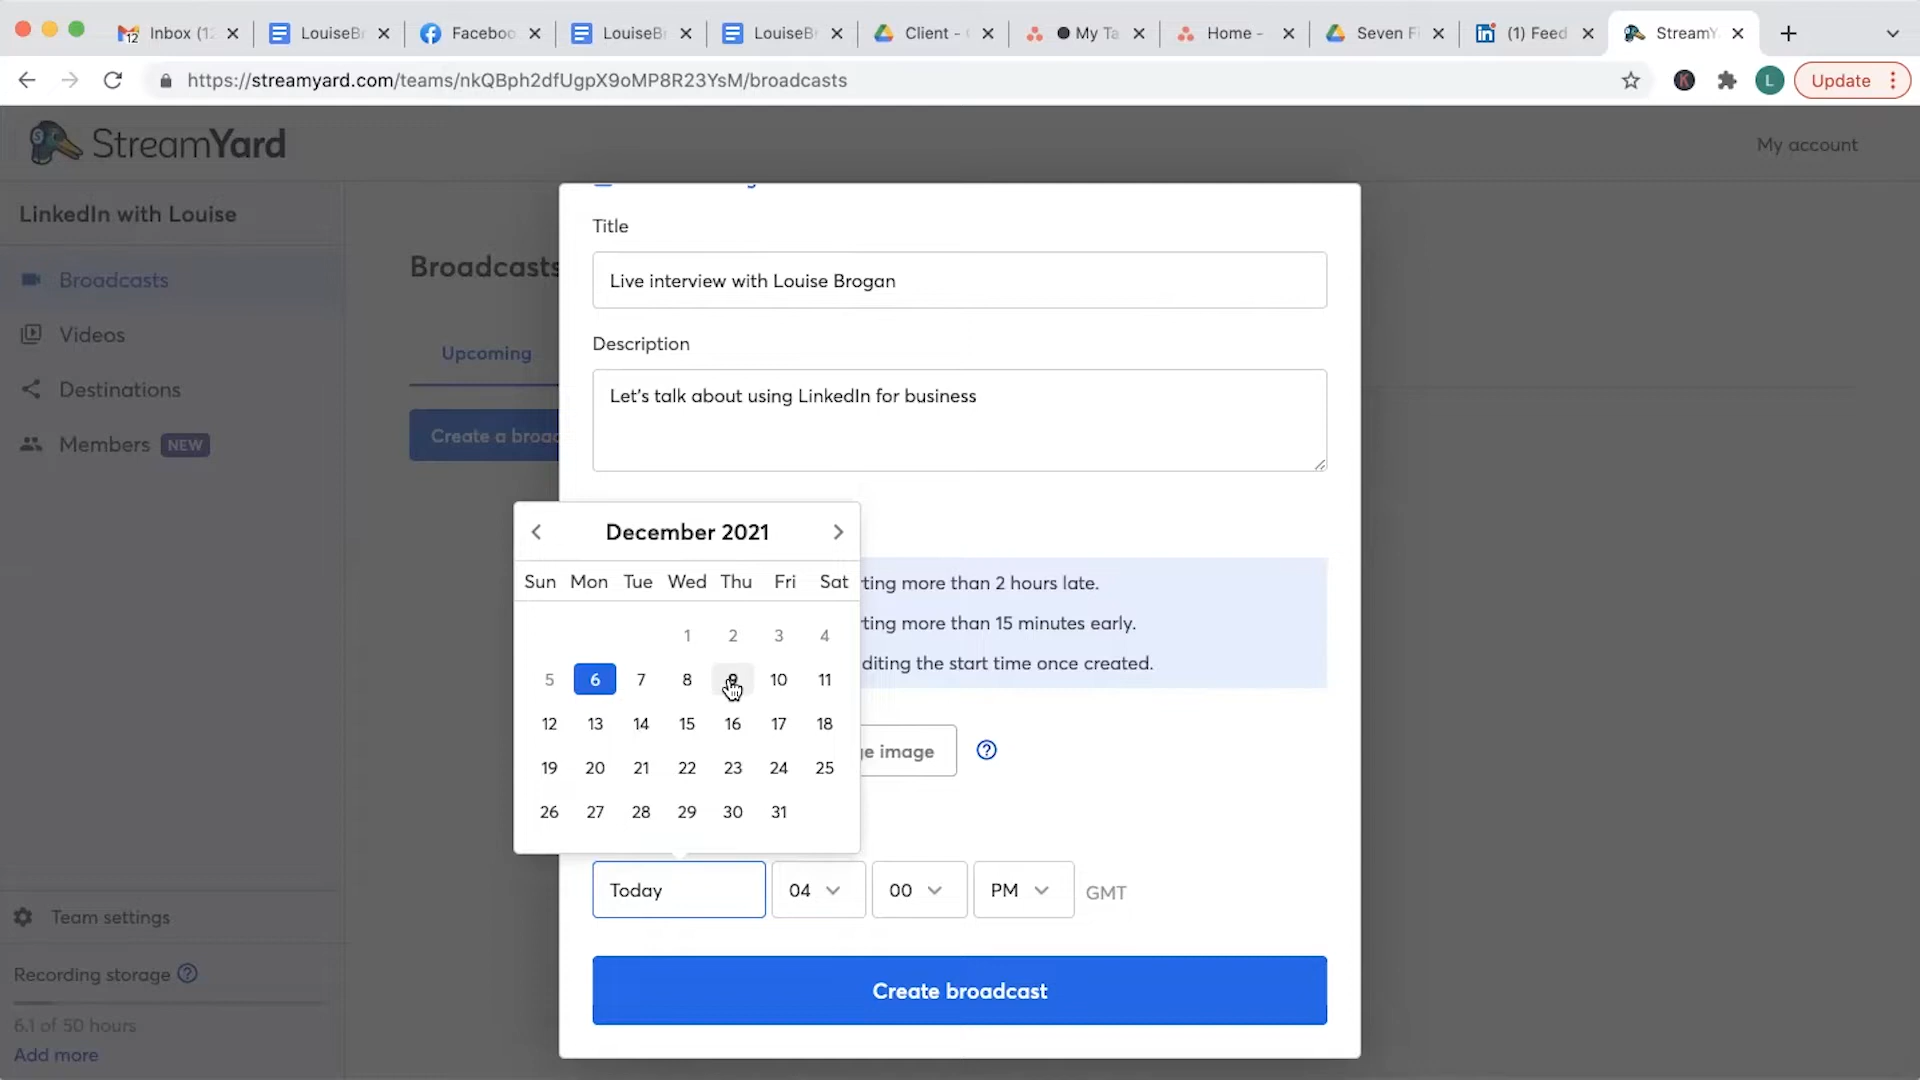 Inbox (12
LouiseBr
Faceboo
LouiseBr
LouiseBr
Client - 
My Ta
Home -
Seven Fi
(1) Feed
StreamY
https://streamyard.com/teams/nkQBph2dfUgpX9oMP8R23YsM/broadcasts
K
L
Update
StreamYard
My account
LinkedIn with Louise
Broadcasts
Videos
Destinations
Members NEW
Team settings
Recording storage
6.1 of 50 hours
Add more
Broadcasts
Upcoming
Create a broad
Title
Live interview with Louise Brogan
Description
Let's talk about using LinkedIn for business
ting more than 2 hours late.
ting more than 15 minutes early.
diting the start time once created.
ge image
December 2021
Sun Mon Tue Wed Thu Fri Sat
1 2 3 4
5 6 7 8 9 10 11
12 13 14 15 16 17 18
19 20 21 22 23 24 25
26 27 28 29 30 31
Today 04 00 PM GMT
Create broadcast